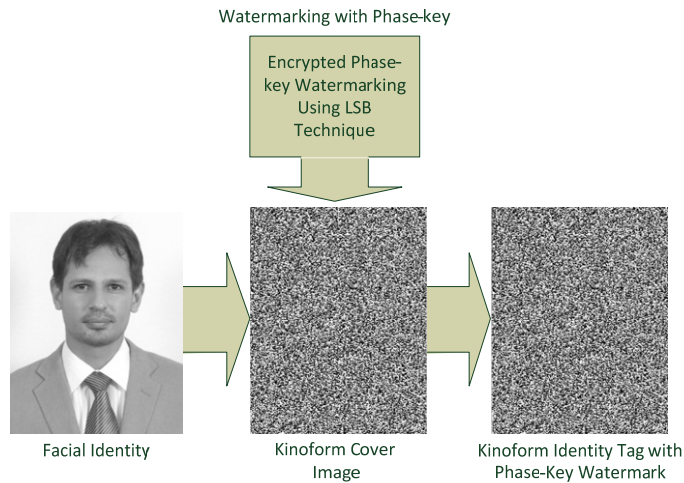 Watermarking with Phase-key
Encrypted Phase-
key Watermarking
Using LSB
Technique
Facial Identity
Kinoform Cover
Image
Kinoform Identity Tag with
Phase-Key Watermark